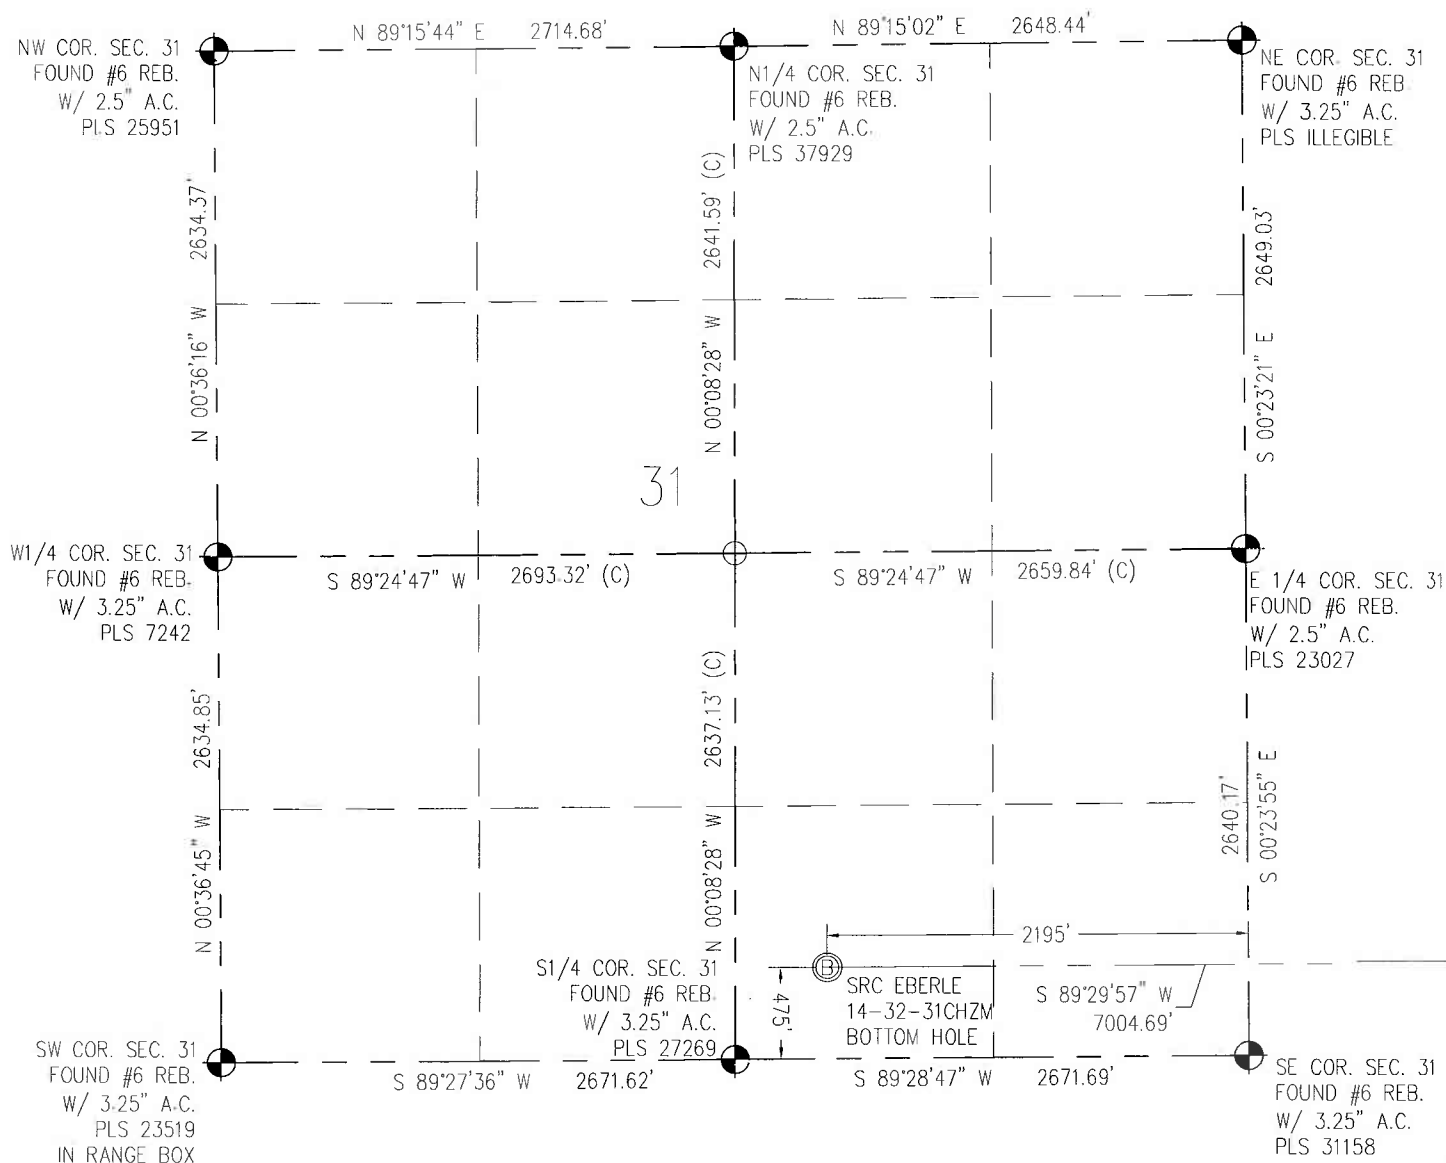 N 89°15'44" E 2714.68'
N 89°15'02" E 2648.44'
NW COR. SEC. 31
FOUND #6 REB.
W/ 2.5" A.C.
PLS 25951
N1/4 COR. SEC. 31
FOUND #6 REB.
W/ 2.5" A.C.
PLS 37929
NE COR. SEC. 31
FOUND #6 REB.
W/ 3.25" A.C.
PLS ILLEGIBLE
N 00°36'16" W 2634.37'
N 00°08'28" W 2641.59' (C)
S 00°23'21" E 2649.03'
31
W1/4 COR. SEC. 31
FOUND #6 REB.
W/ 3.25" A.C.
PLS 7242
S 89°24'47" W 2693.32' (C)
S 89°24'47" W 2659.84' (C)
E 1/4 COR. SEC. 31
FOUND #6 REB.
W/ 2.5" A.C.
PLS 23027
N 00°36'45" W 2634.85'
N 00°08'28" W 2637.13' (C)
2640.17'
S 00°23'55" E
2195'
B
475'
SRC EBERLE
14-32-31CHZM
BOTTOM HOLE
S 89°29'57" W
7004.69'
S1/4 COR. SEC. 31
FOUND #6 REB.
W/ 3.25" A.C.
PLS 27269
SW COR. SEC. 31
FOUND #6 REB.
W/ 3.25" A.C.
PLS 23519
IN RANGE BOX
S 89°27'36" W 2671.62'
S 89°28'47" W 2671.69'
SE COR. SEC. 31
FOUND #6 REB.
W/ 3.25" A.C.
PLS 31158